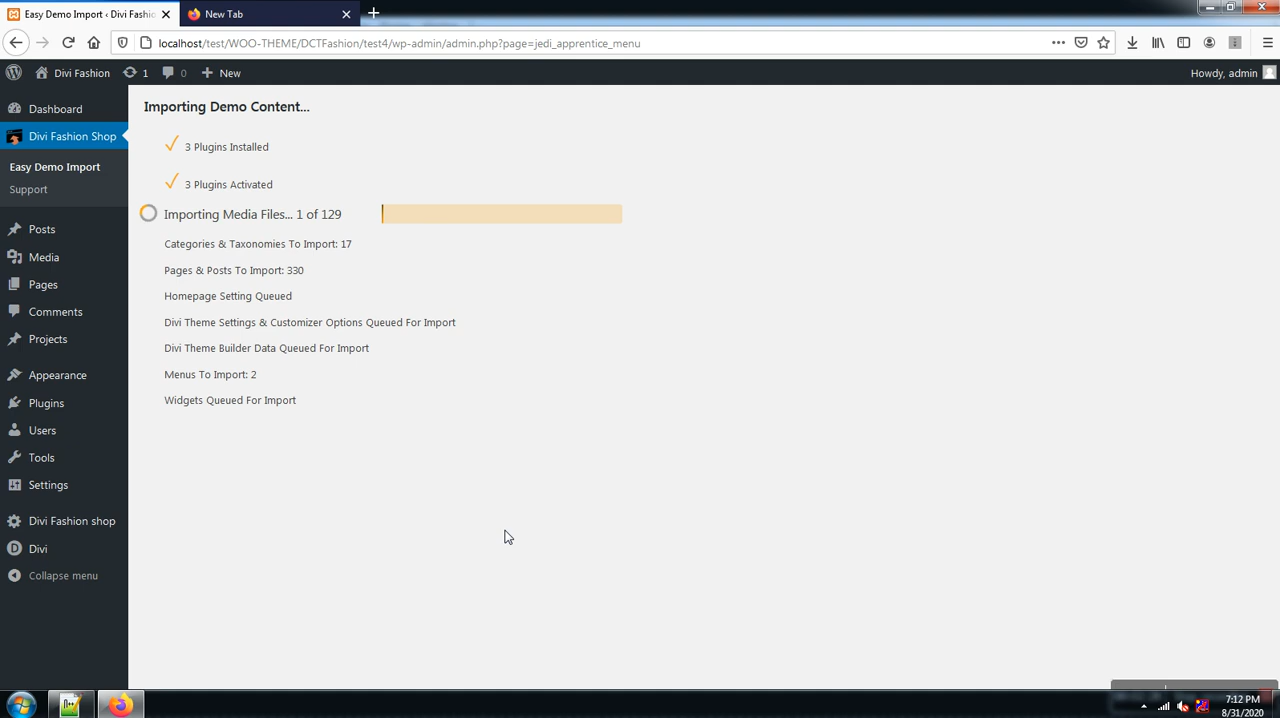 Easy Demo Import ‹ Divi Fashio
New Tab
localhost/test/WOO-THEME/DCTFashion/test4/wp-admin/admin.php?page=jedi_apprentice_menu
Divi Fashion
1
0
New
Howdy, admin
Dashboard
Divi Fashion Shop
Easy Demo Import
Support
Posts
Media
Pages
Comments
Projects
Appearance
Plugins
Users
Tools
Settings
Divi Fashion shop
Divi
Collapse menu
Importing Demo Content...
3 Plugins Installed
3 Plugins Activated
Importing Media Files... 1 of 129
Categories & Taxonomies To Import: 17
Pages & Posts To Import: 330
Homepage Setting Queued
Divi Theme Settings & Customizer Options Queued For Import
Divi Theme Builder Data Queued For Import
Menus To Import: 2
Widgets Queued For Import
7:12 PM
8/31/2020